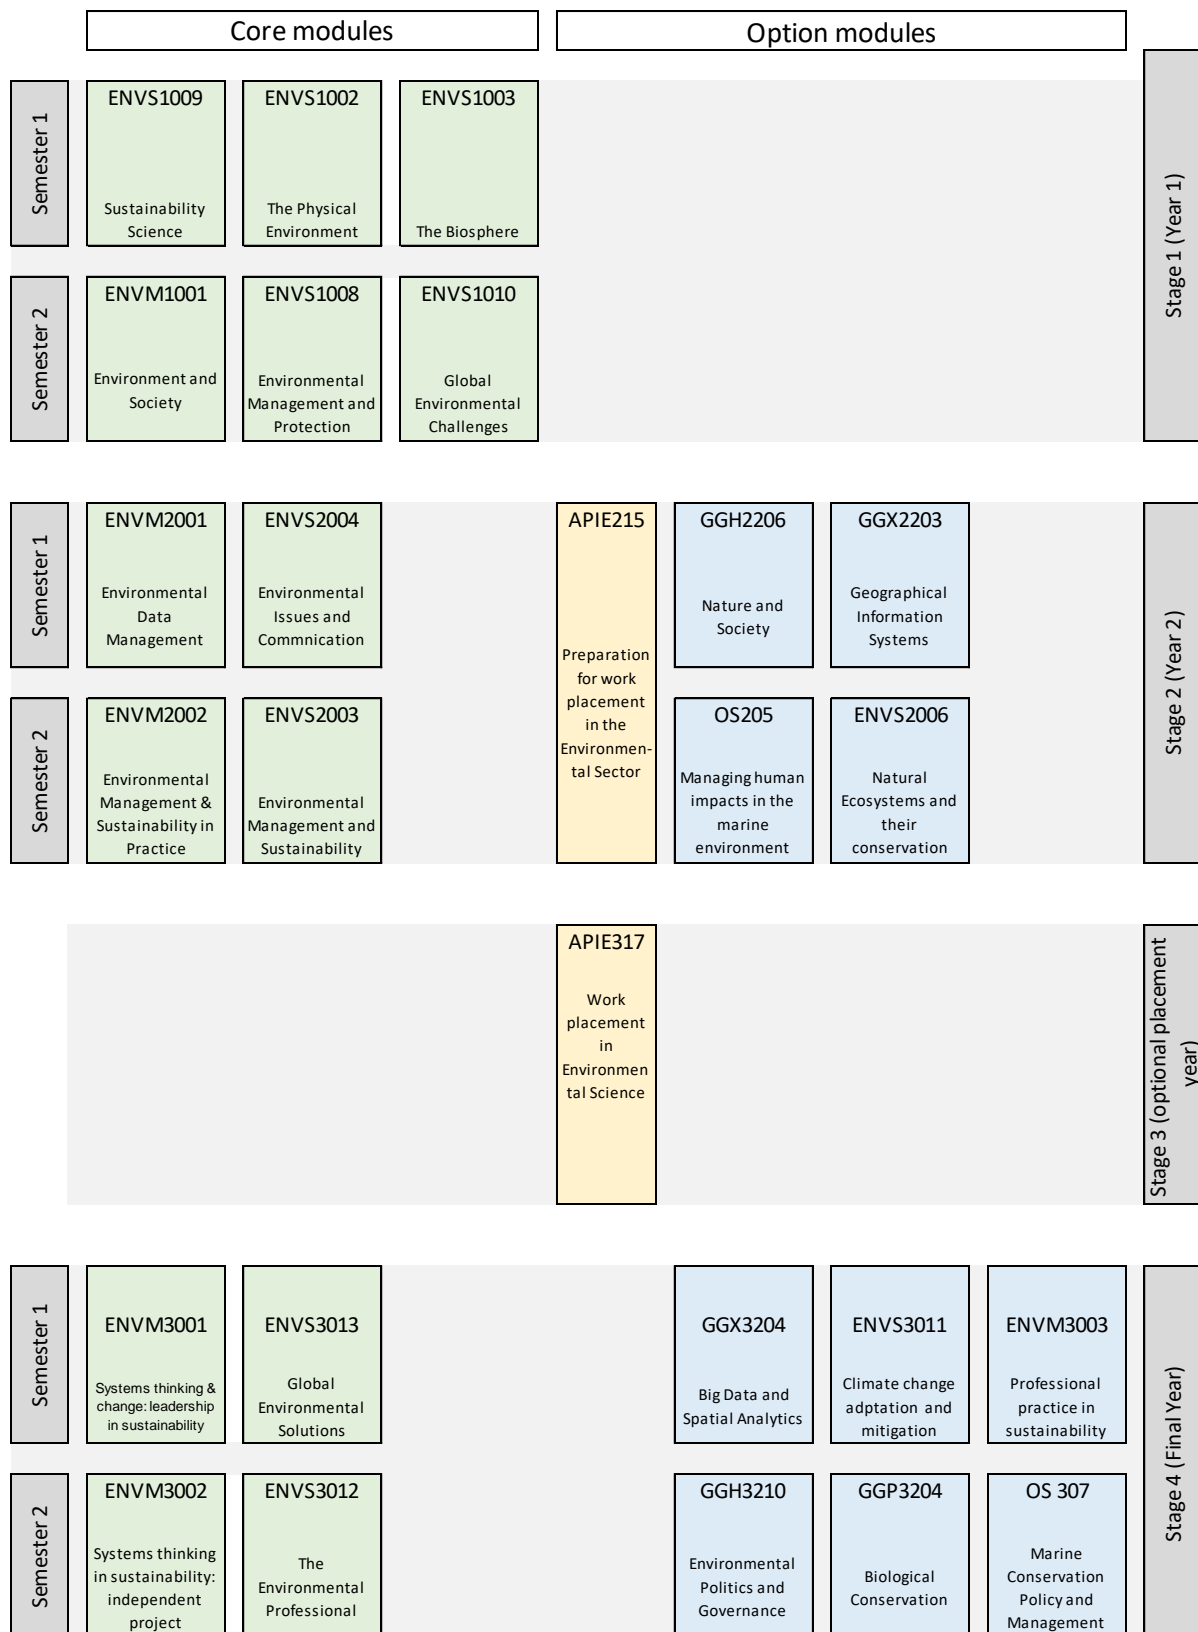 Core modules
Option modules
Stage 1 (Year 1)
Semester 1
ENVS1009
Sustainability
Science
ENVS1002
The Physical
Environment
ENVS1003
The Biosphere
Semester 2
ENVM1001
Environment and
Society
ENVS1008
Environmental
Management and
Protection
ENVS1010
Global
Environmental
Challenges
Stage 2 (Year 2)
Semester 1
ENVM2001
Environmental
Data
Management
ENVS2004
Environmental
Issues and
Commnication
APIE215
Preparation
for work
placement
in the
Environmen-
tal Sector
GGH2206
Nature and
Society
GGX2203
Geographical
Information
Systems
Semester 2
ENVM2002
Environmental
Management &
Sustainability in
Practice
ENVS2003
Environmental
Management and
Sustainability
OS205
Managing human
impacts in the
marine
environment
ENVS2006
Natural
Ecosystems and
their
conservation
Stage 3 (optional placement
year)
APIE317
Work
placement
in
Environmen
tal Science
Stage 4 (Final Year)
Semester 1
ENVM3001
Systems thinking &
change: leadership
in sustainability
ENVS3013
Global
Environmental
Solutions
GGX3204
Big Data and
Spatial Analytics
ENVS3011
Climate change
adptation and
mitigation
ENVM3003
Professional
practice in
sustainability
Semester 2
ENVM3002
Systems thinking
in sustainability:
independent
project
ENVS3012
The
Environmental
Professional
GGH3210
Environmental
Politics and
Governance
GGP3204
Biological
Conservation
OS 307
Marine
Conservation
Policy and
Management